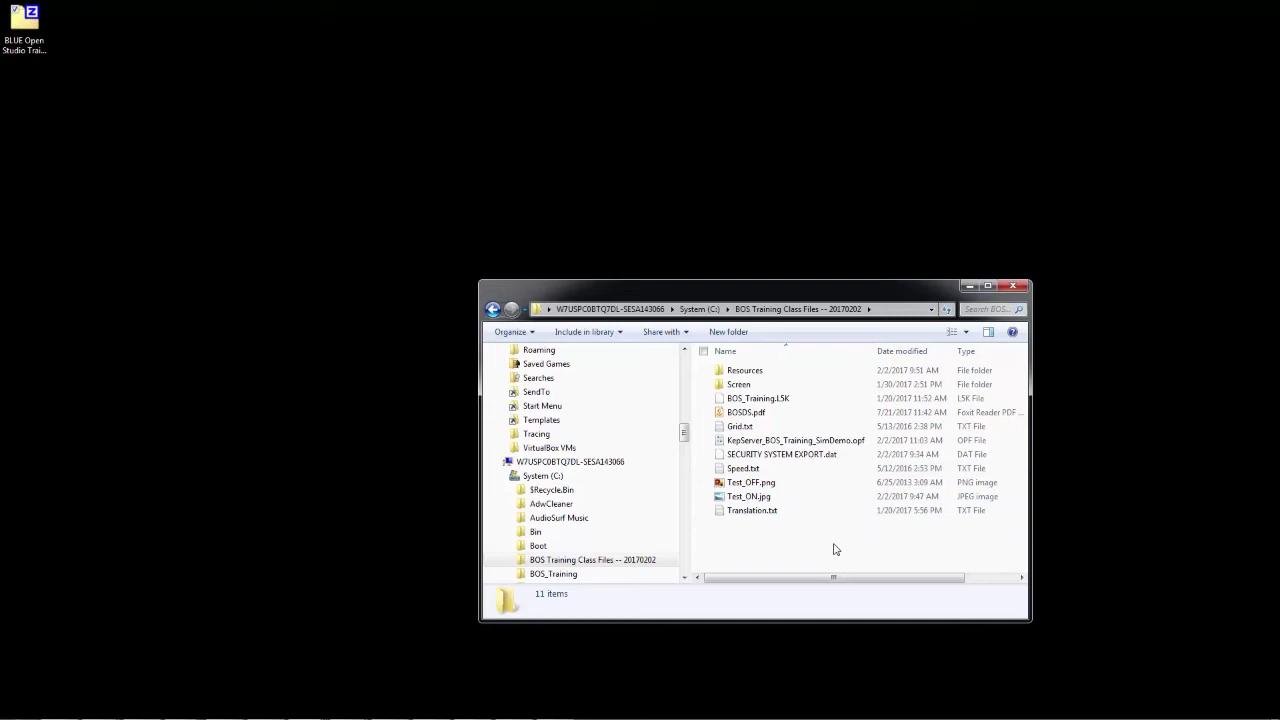 BLUE Open
Studio Trai...
W7USPC0BTQ7DL-SESA143066 System (C:) BOS Training Class Files -- 20170202 Search BOS...
Organize Include in library Share with New folder
Roaming
Saved Games
Searches
SendTo
Start Menu
Templates
Tracing
VirtualBox VMs
W7USPC0BTQ7DL-SESA143066
System (C:)
$Recycle.Bin
AdwCleaner
AudioSurf Music
Bin
Boot
BOS Training Class Files -- 20170202
BOS_Training
Name Date modified Type
Resources 2/2/2017 9:51 AM File folder
Screen 1/30/2017 2:51 PM File folder
BOS_Training.L5K 1/20/2017 11:52 AM L5K File
BOSDS.pdf 7/21/2017 11:42 AM Foxit Reader PDF ...
Grid.txt 5/13/2016 2:38 PM TXT File
KepServer_BOS_Training_SimDemo.opf 2/2/2017 11:03 AM OPF File
SECURITY SYSTEM EXPORT.dat 2/2/2017 9:34 AM DAT File
Speed.txt 5/12/2016 2:53 PM TXT File
Test_OFF.png 6/25/2013 3:09 AM PNG image
Test_ON.jpg 2/2/2017 9:47 AM JPEG image
Translation.txt 1/20/2017 5:56 PM TXT File
11 items